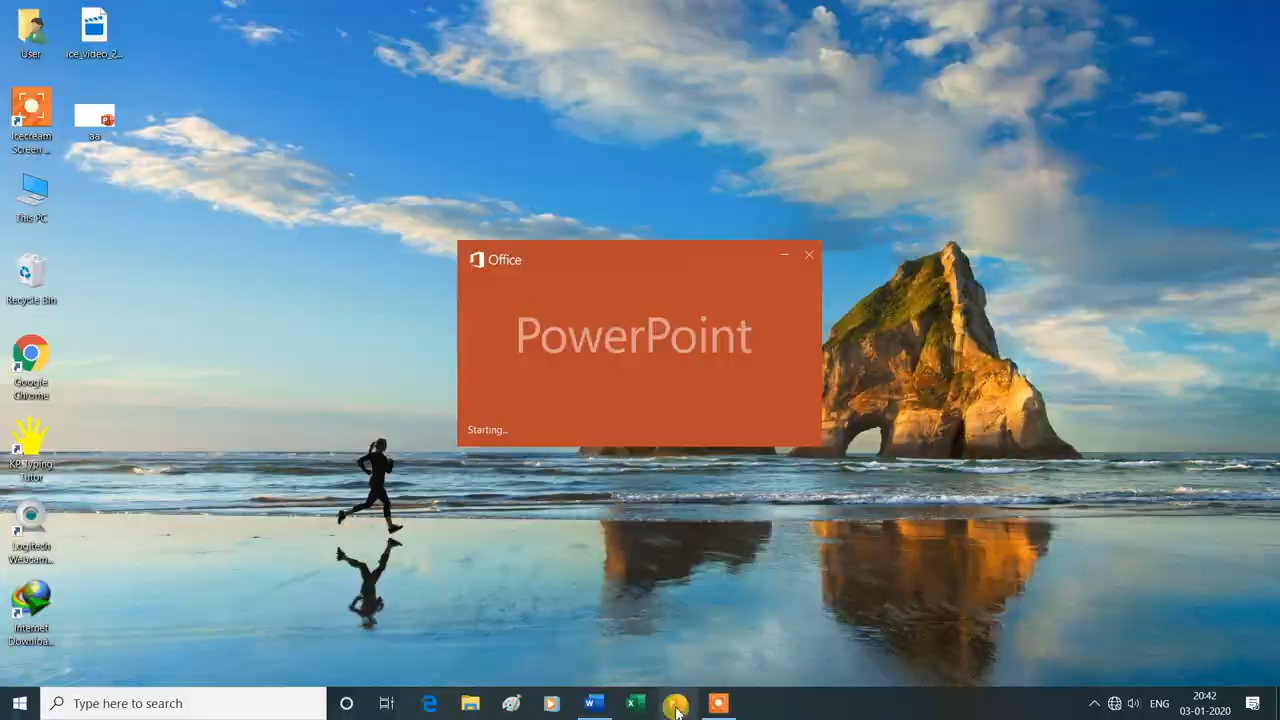 User
ice_video_2...
Icecream
Screen ...
aa
This PC
Recycle Bin
Google
Chrome
KP Typing
Tutor
Logitech
Webcam...
Internet
Downloa...
Office
PowerPoint
Starting...
Type here to search
ENG
20:42
03-01-2020